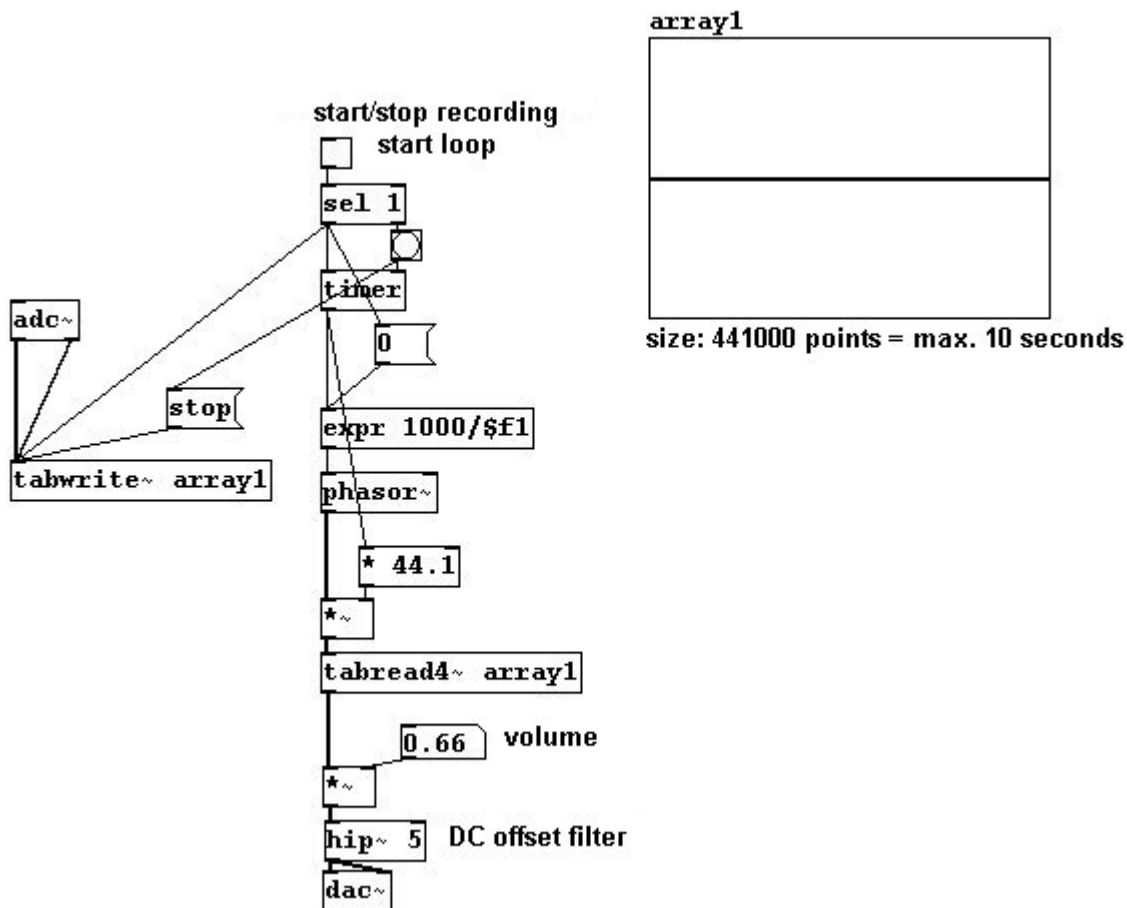 array1
start/stop recording
start loop
sel 1
timer
adc~
0
size: 441000 points = max. 10 seconds
stop
expr 1000/$f1
tabwrite~ array1
phasor~
* 44.1
*~
tabread4~ array1
0.66 volume
*~
hip~ 5 DC offset filter
dac~